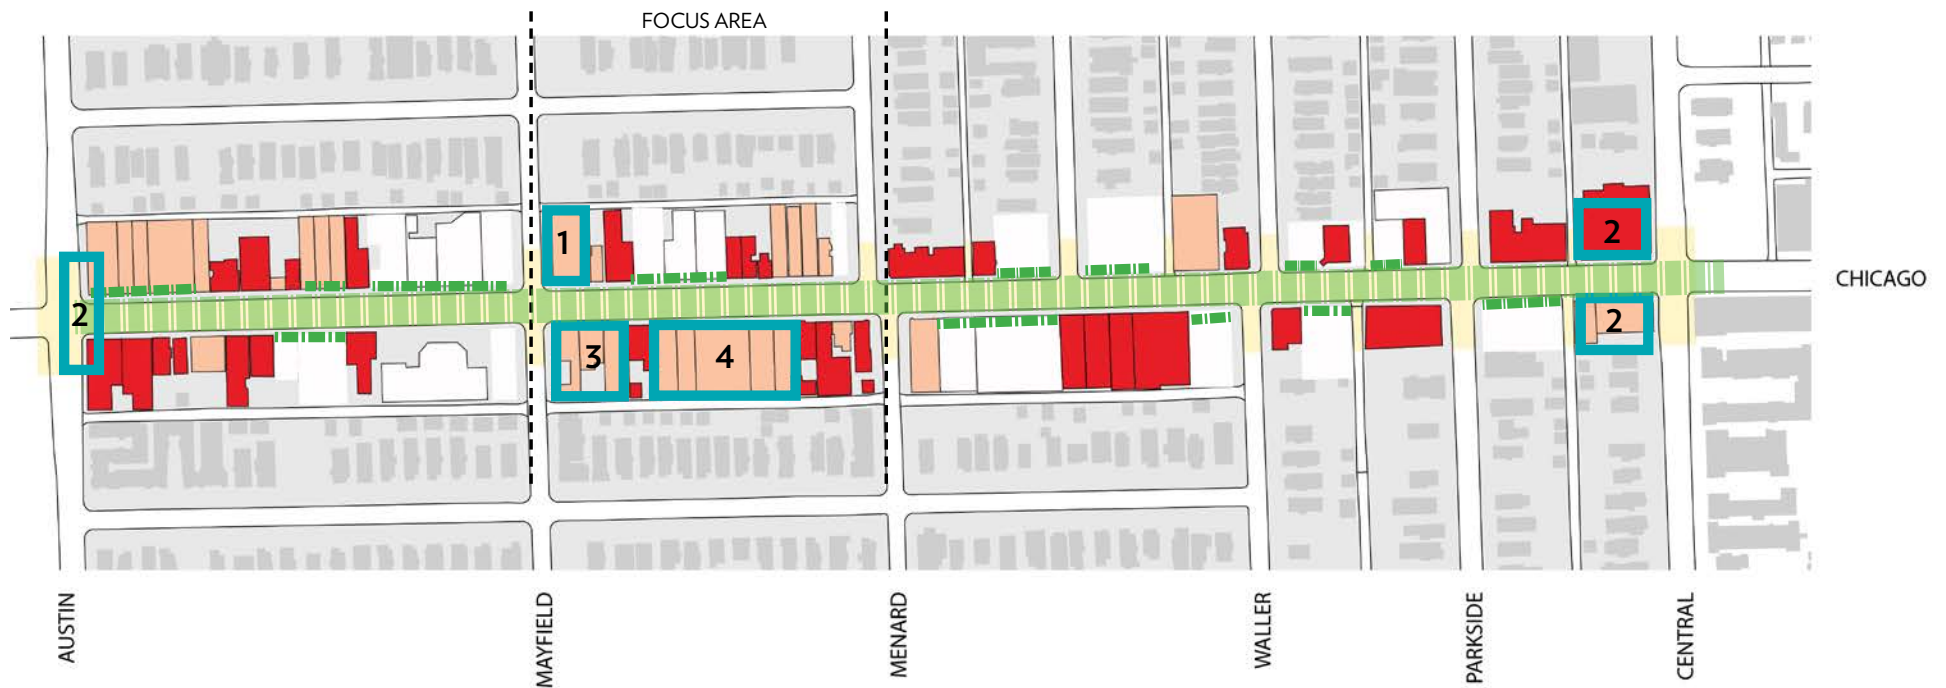 FOCUS AREA
1
2
2
CHICAGO
2
3
4
AUSTIN
MAYFIELD
MENARD
WALLER
PARKSIDE
CENTRAL